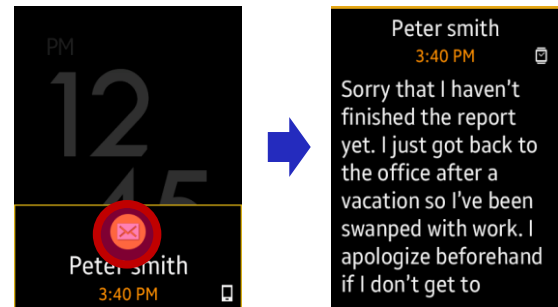 PM
12
45
Peter smith
3:40 PM
Peter smith
3:40 PM
Sorry that I haven't
finished the report
yet. I just got back to
the office after a
vacation so I've been
swanped with work. I
apologize beforehand
if I don't get to